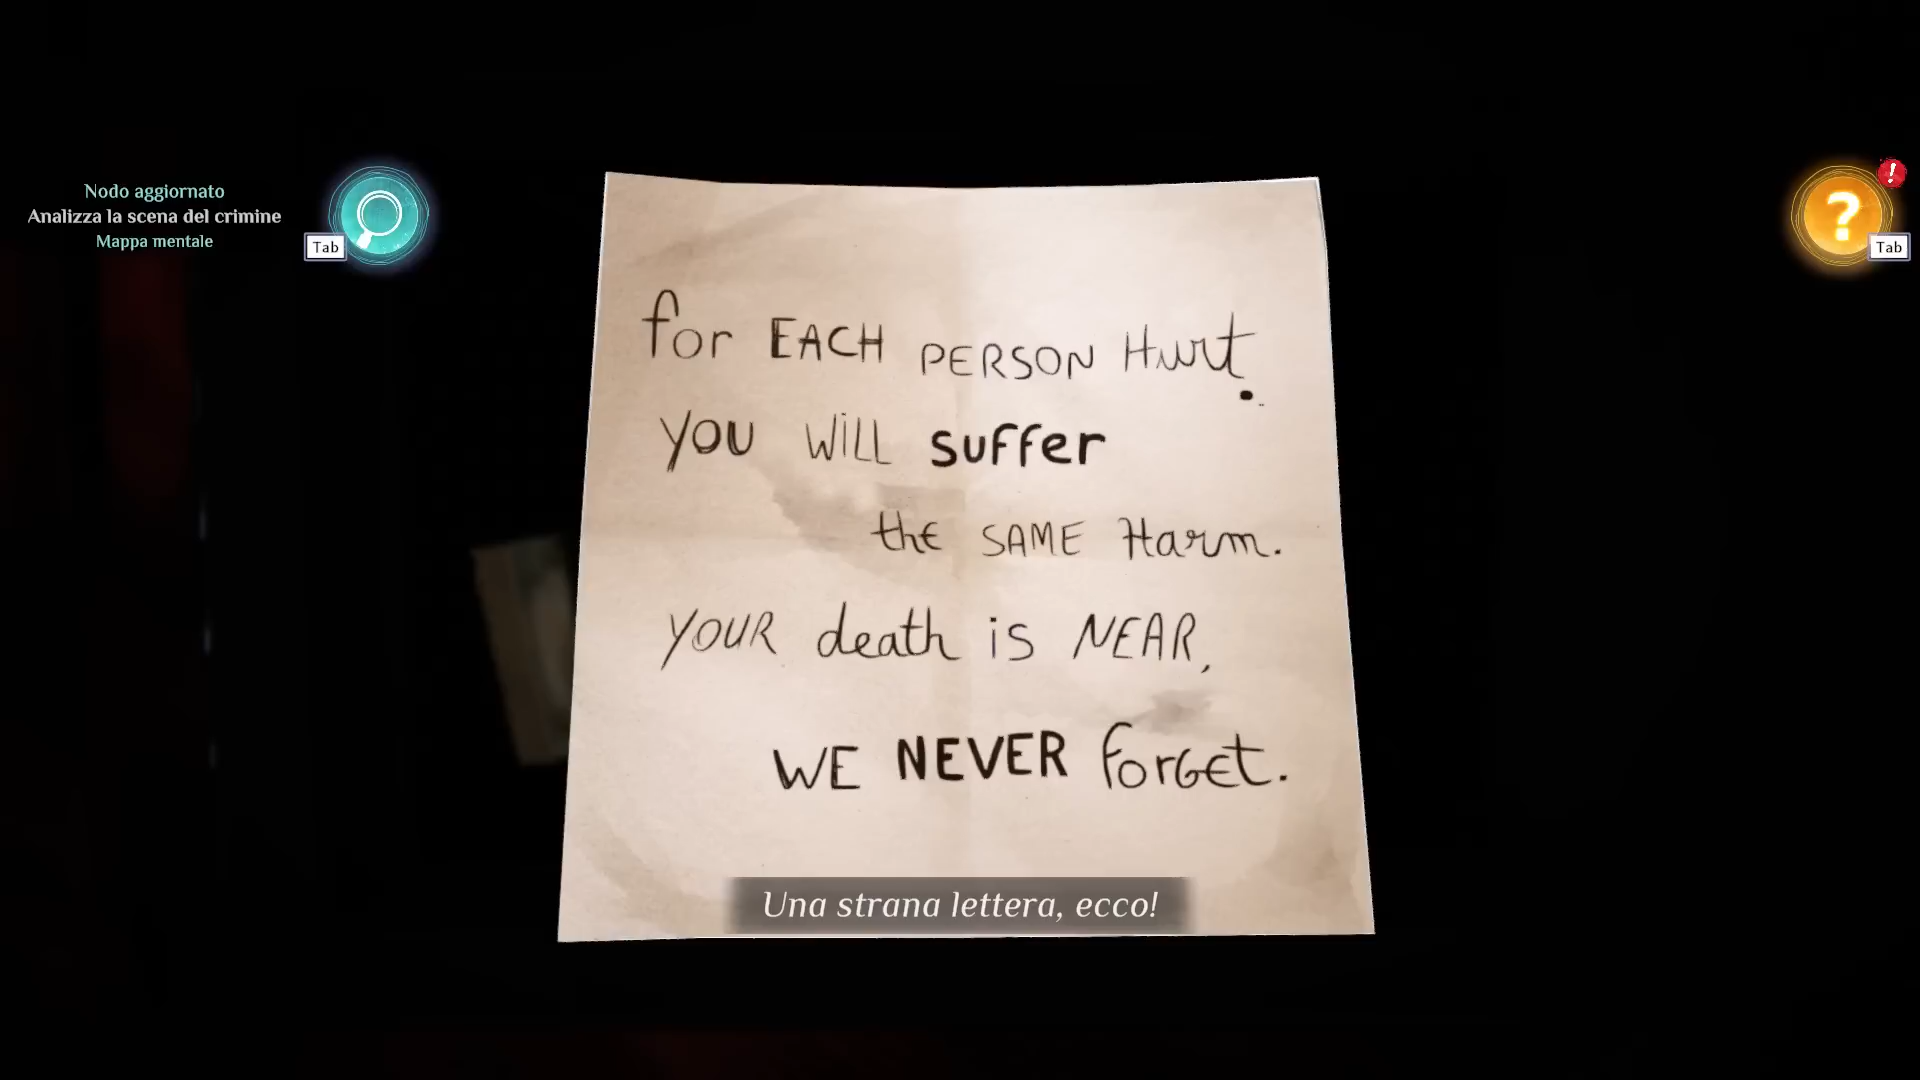 Nodo aggiornato
Analizza la scena del crimine
Mappa mentale
Tab
?
!
Tab
for EACH PERSON Hurt.
YOU WiLL suffer
the SAME Harm.
YOUR death is NEAR,
WE NEVER forGET.
Una strana lettera, ecco!